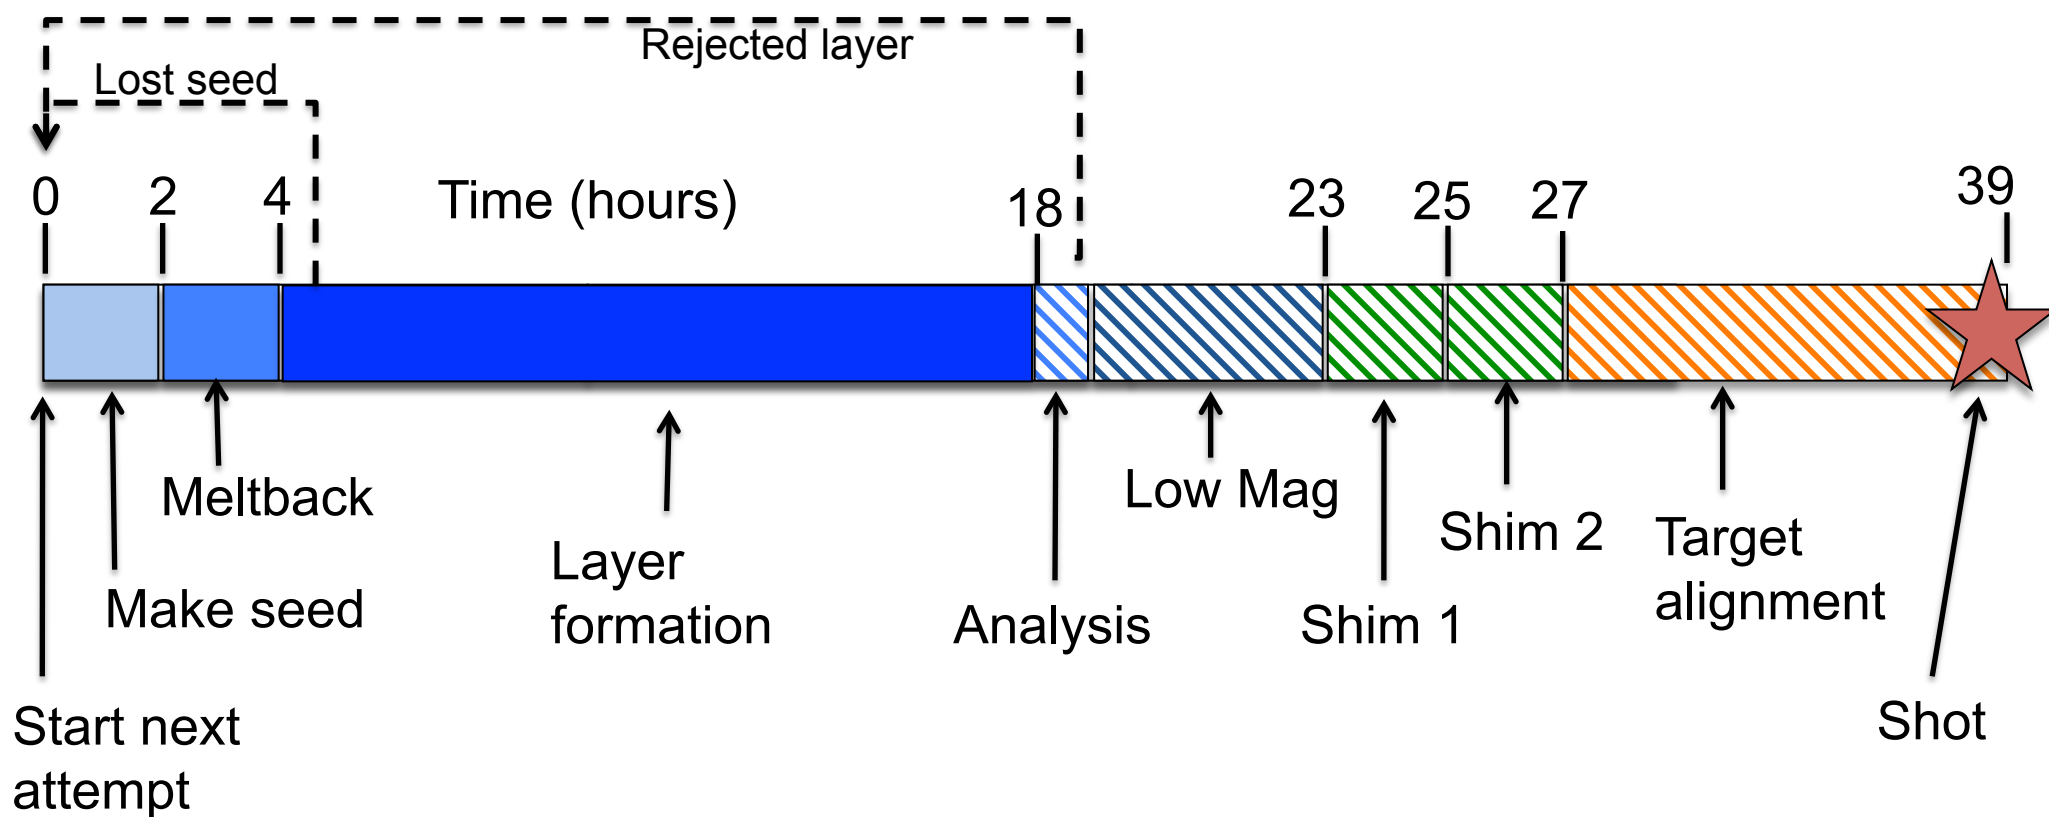 Rejected layer
Lost seed
0 2 4 Time (hours) 18 23 25 27 39
Meltback
Make seed
Layer
formation
Analysis
Low Mag
Shim 1
Shim 2
Target
alignment
Start next
attempt
Shot